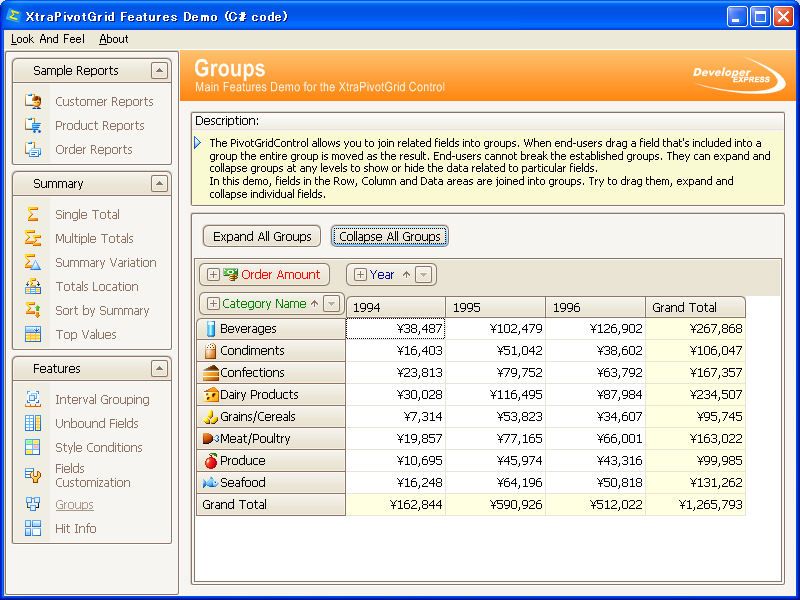 XtraPivotGrid Features Demo (C# code)
Look And Feel About
Sample Reports
Customer Reports
Product Reports
Order Reports
Summary
Single Total
Multiple Totals
Summary Variation
Totals Location
Sort by Summary
Top Values
Features
Interval Grouping
Unbound Fields
Style Conditions
Fields
Customization
Groups
Hit Info
Groups
Main Features Demo for the XtraPivotGrid Control
Developer
EXPRESS
Description:
The PivotGridControl allows you to join related fields into groups. When end-users drag a field that's included into a
group the entire group is moved as the result. End-users cannot break the established groups. They can expand and
collapse groups at any levels to show or hide the data related to particular fields.
In this demo, fields in the Row, Column and Data areas are joined into groups. Try to drag them, expand and
collapse individual fields.
Expand All Groups Collapse All Groups
Order Amount Year
Category Name 1994 1995 1996 Grand Total
Beverages ¥38,487 ¥102,479 ¥126,902 ¥267,868
Condiments ¥16,403 ¥51,042 ¥38,602 ¥106,047
Confections ¥23,813 ¥79,752 ¥63,792 ¥167,357
Dairy Products ¥30,028 ¥116,495 ¥87,984 ¥234,507
Grains/Cereals ¥7,314 ¥53,823 ¥34,607 ¥95,745
Meat/Poultry ¥19,857 ¥77,165 ¥66,001 ¥163,022
Produce ¥10,695 ¥45,974 ¥43,316 ¥99,985
Seafood ¥16,248 ¥64,196 ¥50,818 ¥131,262
Grand Total ¥162,844 ¥590,926 ¥512,022 ¥1,265,793